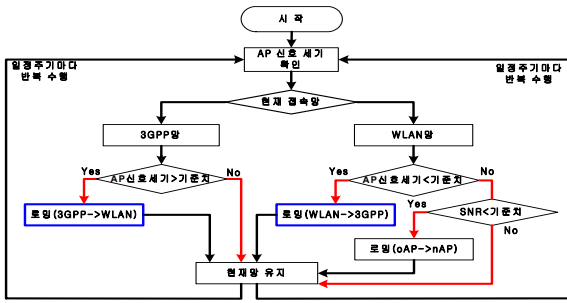 시 작
AP 신호 세기
확인
일정주기마다
반복 수행
일정주기마다
반복 수행
현재 접속망
3GPP망
WLAN망
Yes
AP신호세기>기준치
No
Yes
AP신호세기<기준치
No
로밍(3GPP->WLAN)
로밍(WLAN->3GPP)
Yes
SNR<기준치
No
로밍(oAP->nAP)
현재망 유지